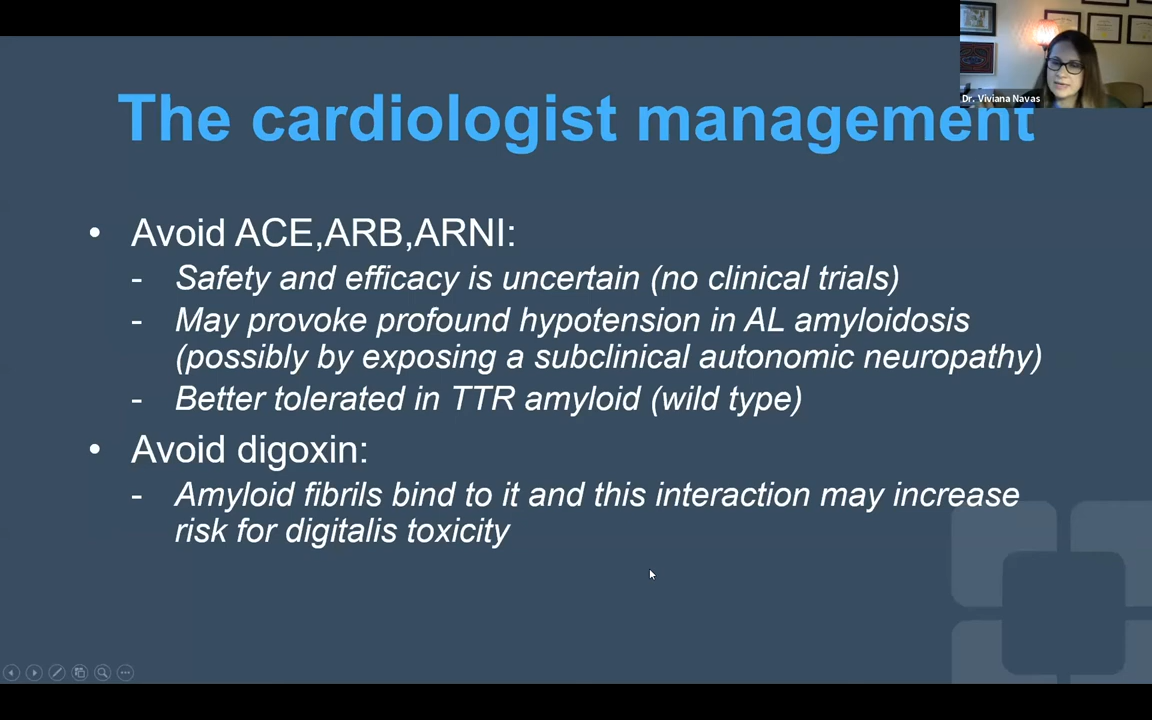 Dr. Viviana Navas
The cardiologist management
• Avoid ACE,ARB,ARNI:
- Safety and efficacy is uncertain (no clinical trials)
- May provoke profound hypotension in AL amyloidosis
(possibly by exposing a subclinical autonomic neuropathy)
- Better tolerated in TTR amyloid (wild type)
• Avoid digoxin:
- Amyloid fibrils bind to it and this interaction may increase
risk for digitalis toxicity